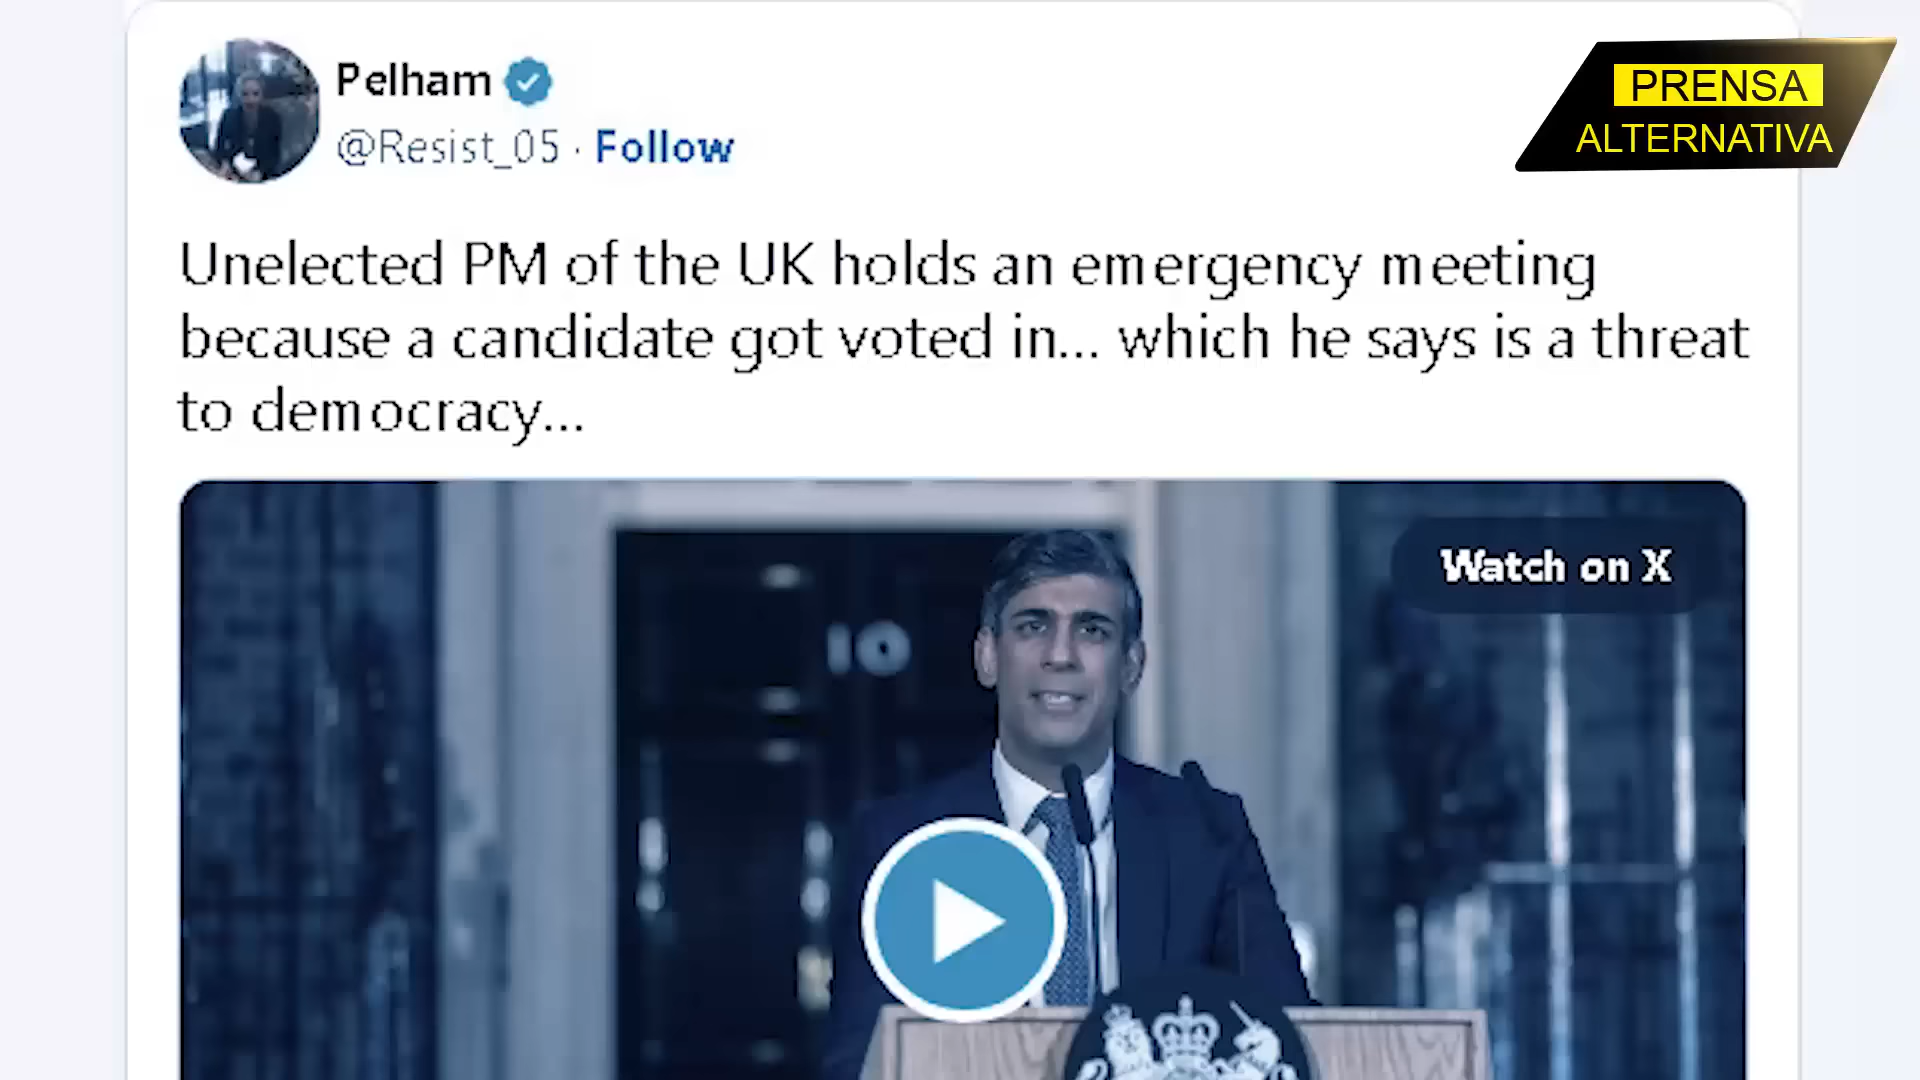 Pelham
@Resist_05 · Follow
PRENSA
ALTERNATIVA
Unelected PM of the UK holds an emergency meeting
because a candidate got voted in... which he says is a threat
to democracy...
Watch on X
10